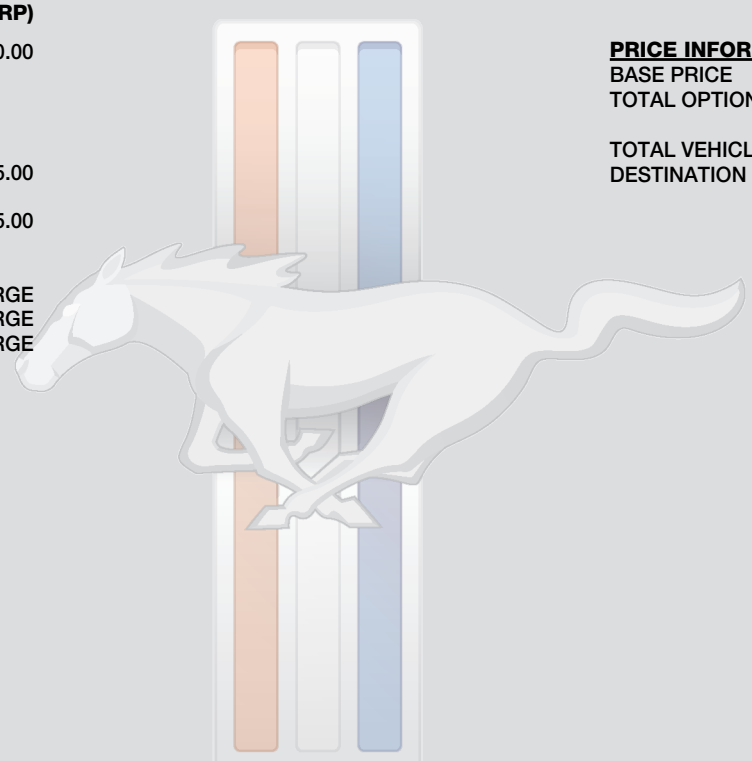 RP)
0.00
5.00
5.00
RGE
RGE
RGE
PRICE INFOR
BASE PRICE
TOTAL OPTION
TOTAL VEHICL
DESTINATION